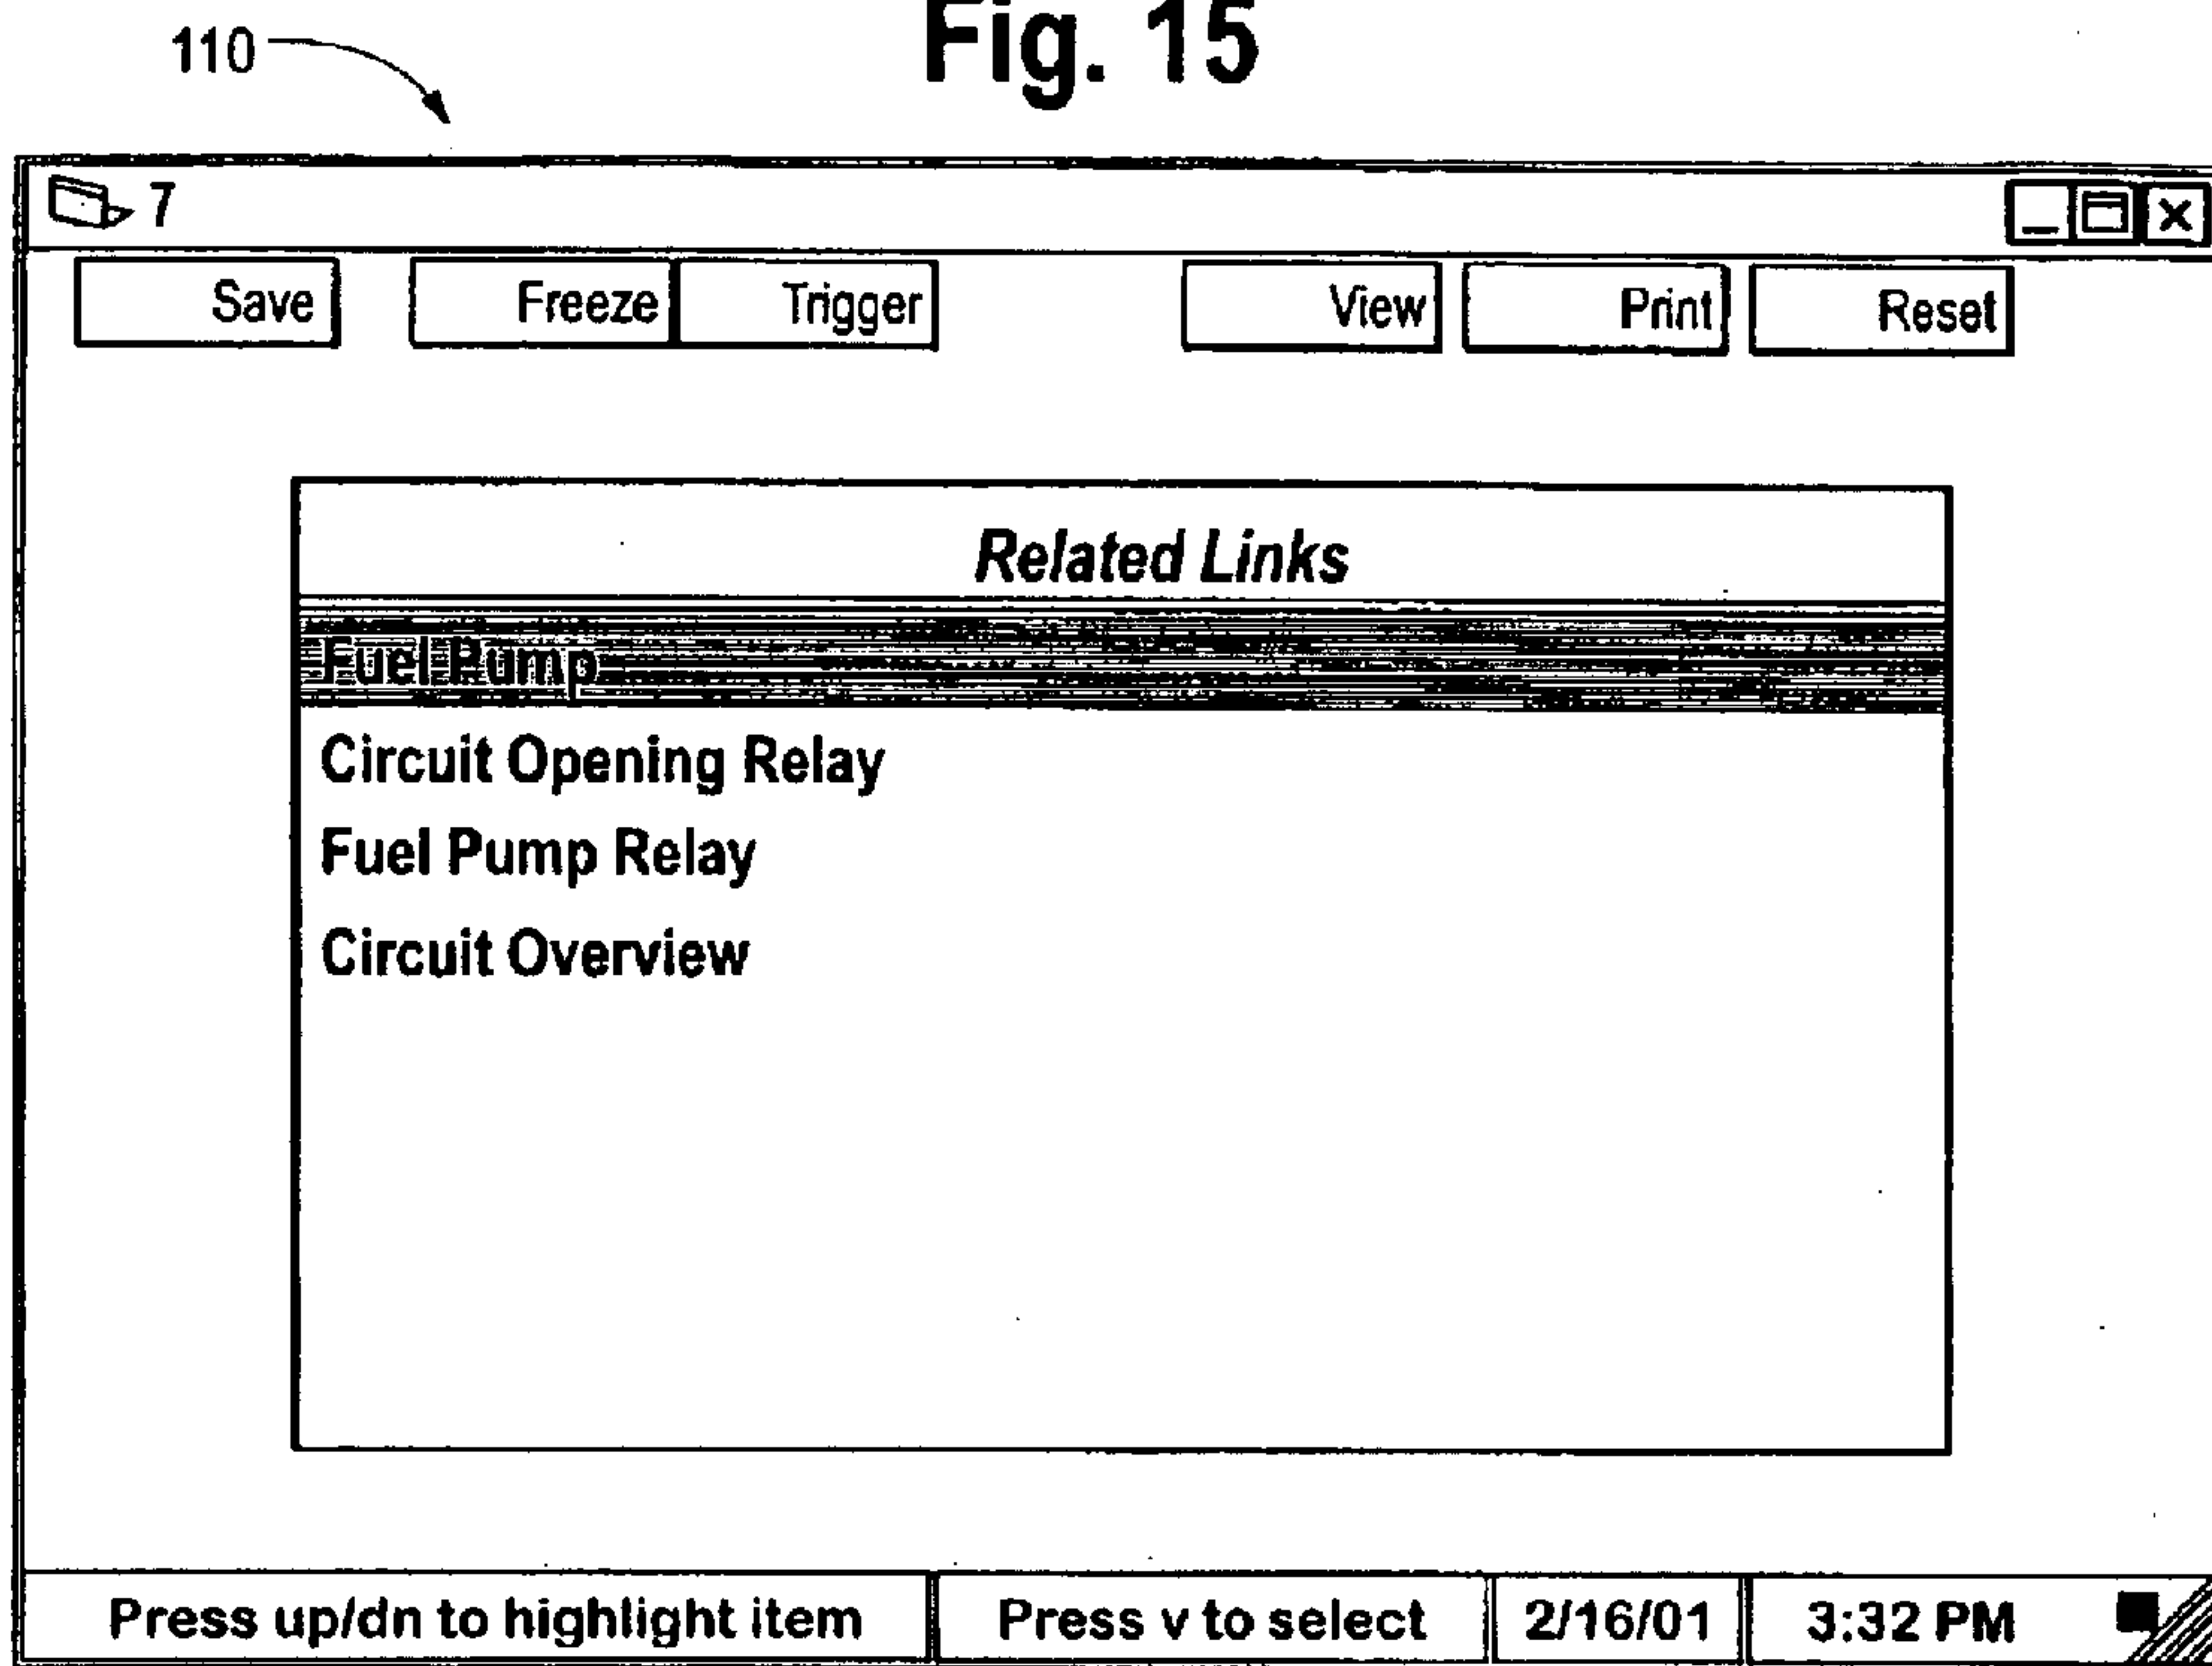 Fig. 15
110
7
Save Freeze Trigger View Print Reset
Related Links
Fuel Pump
Circuit Opening Relay
Fuel Pump Relay
Circuit Overview
Press up/dn to highlight item Press v to select 2/16/01 3:32 PM